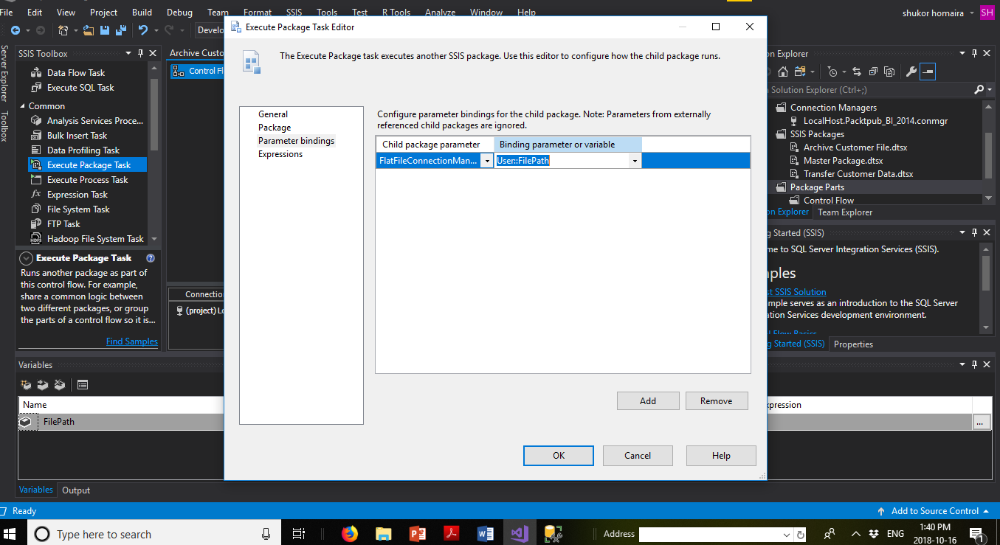 File Edit View Project Build Debug Team Format SSIS Tools Test R Tools Analyze Window Help
shukor homaira SH
Develo
Server Explorer
Toolbox
SSIS Toolbox
Data Flow Task
Execute SQL Task
Common
Analysis Services Proce...
Bulk Insert Task
Data Profiling Task
Execute Package Task
Execute Process Task
Expression Task
File System Task
FTP Task
Hadoop File System Task
Execute Package Task
Runs another package as part of
this control flow. For example,
share a common logic between
two different packages, or group
the parts of a control flow so it is...
Find Samples
Archive Custo
Control Fl
Connectio
(project) Lo
Execute Package Task Editor
The Execute Package task executes another SSIS package. Use this editor to configure how the child package runs.
General
Package
Parameter bindings
Expressions
Configure parameter bindings for the child package. Note: Parameters from externally
referenced child packages are ignored.
Child package parameter Binding parameter or variable
FlatFileConnectionMan... User::FilePath
Add Remove
OK Cancel Help
on Explorer
Solution Explorer (Ctrl+;)
Connection Managers
LocalHost.Packtpub_BI_2014.conmgr
SSIS Packages
Archive Customer File.dtsx
Master Package.dtsx
Transfer Customer Data.dtsx
Package Parts
Control Flow
on Explorer Team Explorer
g Started (SSIS)
me to SQL Server Integration Services (SSIS).
ples
st SSIS Solution
ample serves as an introduction to the SQL Server
ation Services development environment.
l Flow Basics
g Started (SSIS) Properties
Variables
Name
xpression
FilePath
...
Variables Output
Ready
Add to Source Control
Type here to search
Address
ENG
1:40 PM
2018-10-16
1